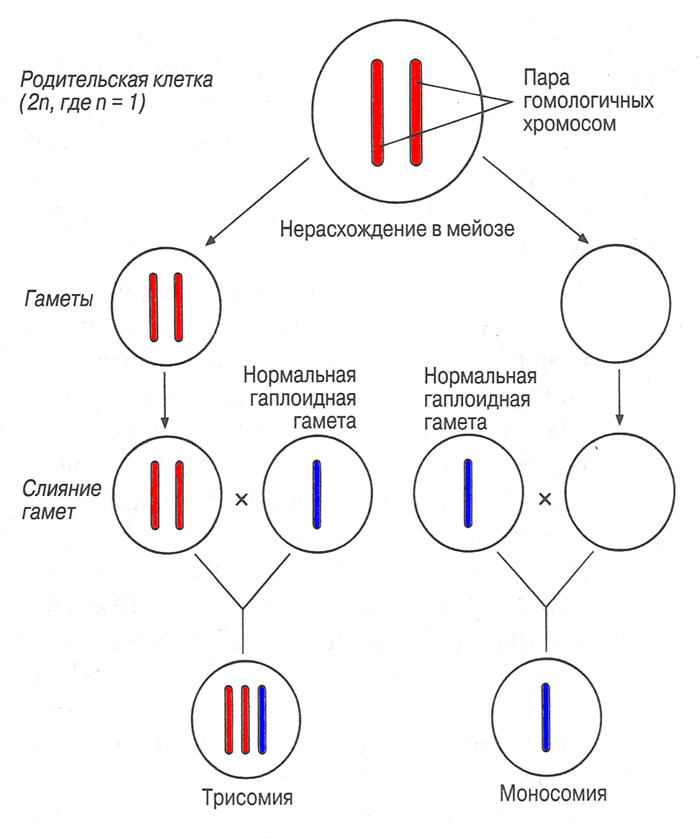 Родительская клетка
(2n, где n = 1)
Пара
гомологичных
хромосом
Нерасхождение в мейозе
Гаметы
Нормальная
гаплоидная
гамета
Нормальная
гаплоидная
гамета
Слияние
гамет
×
×
Трисомия
Моносомия